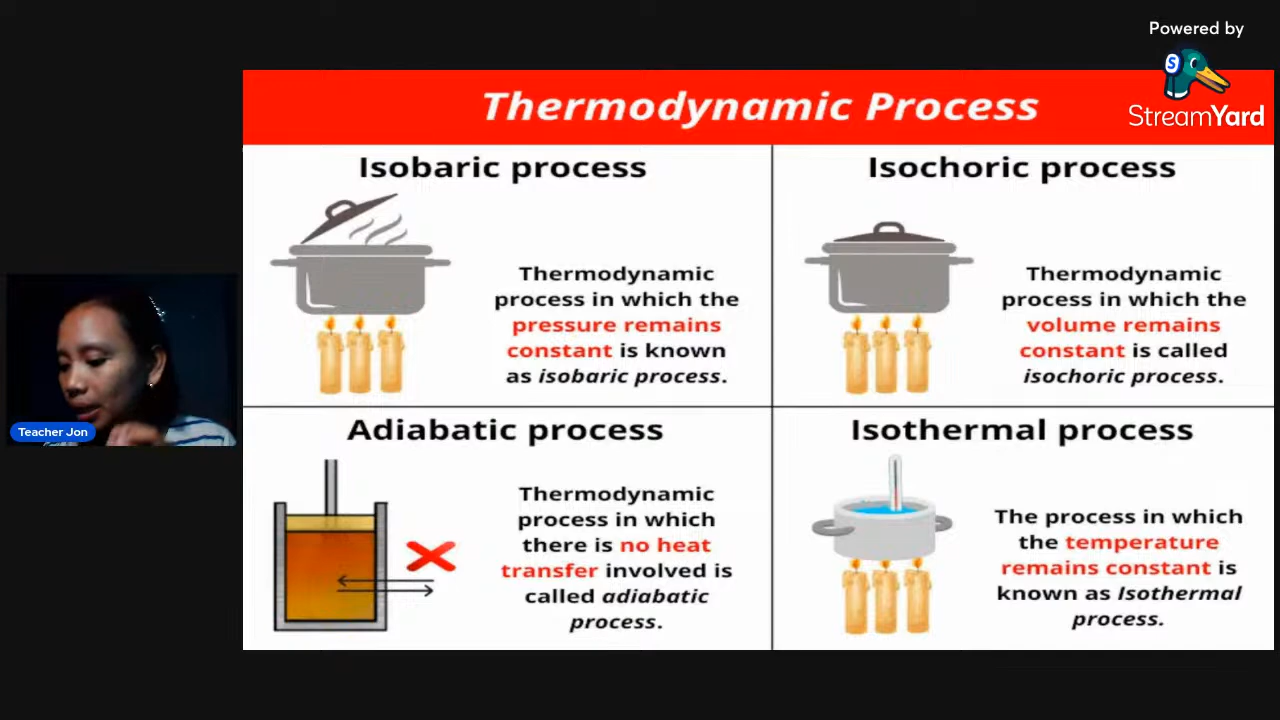 Powered by
StreamYard
Thermodynamic Process
Isobaric process
Thermodynamic
process in which the
pressure remains
constant is known
as isobaric process.
Isochoric process
Thermodynamic
process in which the
volume remains
constant is called
isochoric process.
Teacher Jon
Adiabatic process
Thermodynamic
process in which
there is no heat
transfer involved is
called adiabatic
process.
Isothermal process
The process in which
the temperature
remains constant is
known as Isothermal
process.